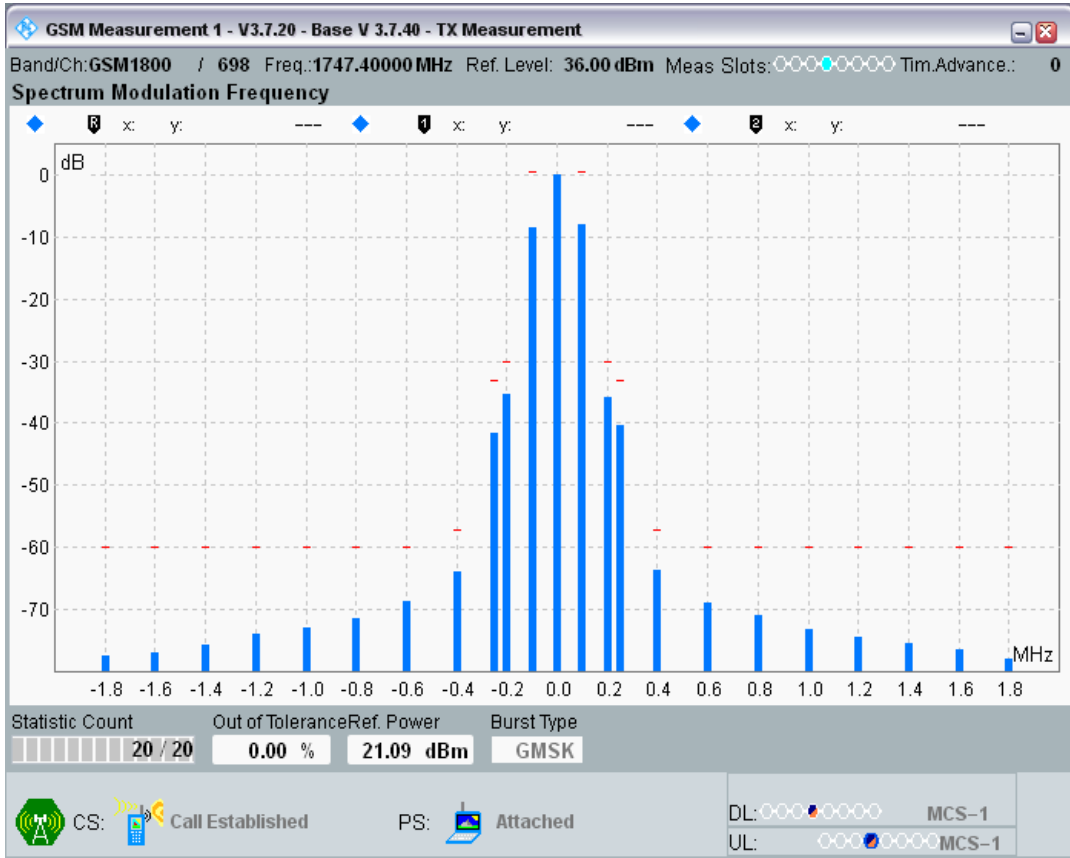 GSM Measurement 1 - V3.7.20 - Base V 3.7.40 - TX Measurement
Band/Ch:GSM1800 / 698 Freq.:1747.40000 MHz Ref. Level: 36.00 dBm Meas Slots: Tim.Advance.: 0
Spectrum Modulation Frequency
R x: y: --- 1 x: y: --- 2 x: y: ---
dB
0
-10
-20
-30
-40
-50
-60
-70
MHz
-1.8 -1.6 -1.4 -1.2 -1.0 -0.8 -0.6 -0.4 -0.2 0.0 0.2 0.4 0.6 0.8 1.0 1.2 1.4 1.6 1.8
Statistic Count Out of Tolerance Ref. Power Burst Type
20 / 20 0.00 % 21.09 dBm GMSK
CS: Call Established PS: Attached
DL: MCS-1
UL: MCS-1